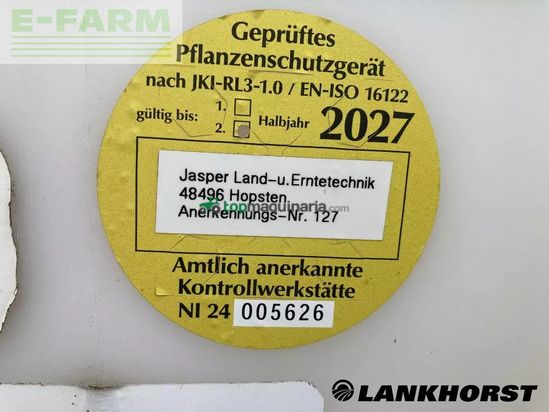 E-FARM
Geprüftes
Pflanzenschutzgerät
nach JKI-RL3-1.0 / EN-ISO 16122
gültig bis: 1. Halbjahr 2027
2.
Jasper Land-u.Erntetechnik
48496 Hopsten
topmaquinaria.com
Anerkennungs-Nr. 127
Amtlich anerkannte
Kontrollwerkstätte
NI 24 005626
LANKHORST